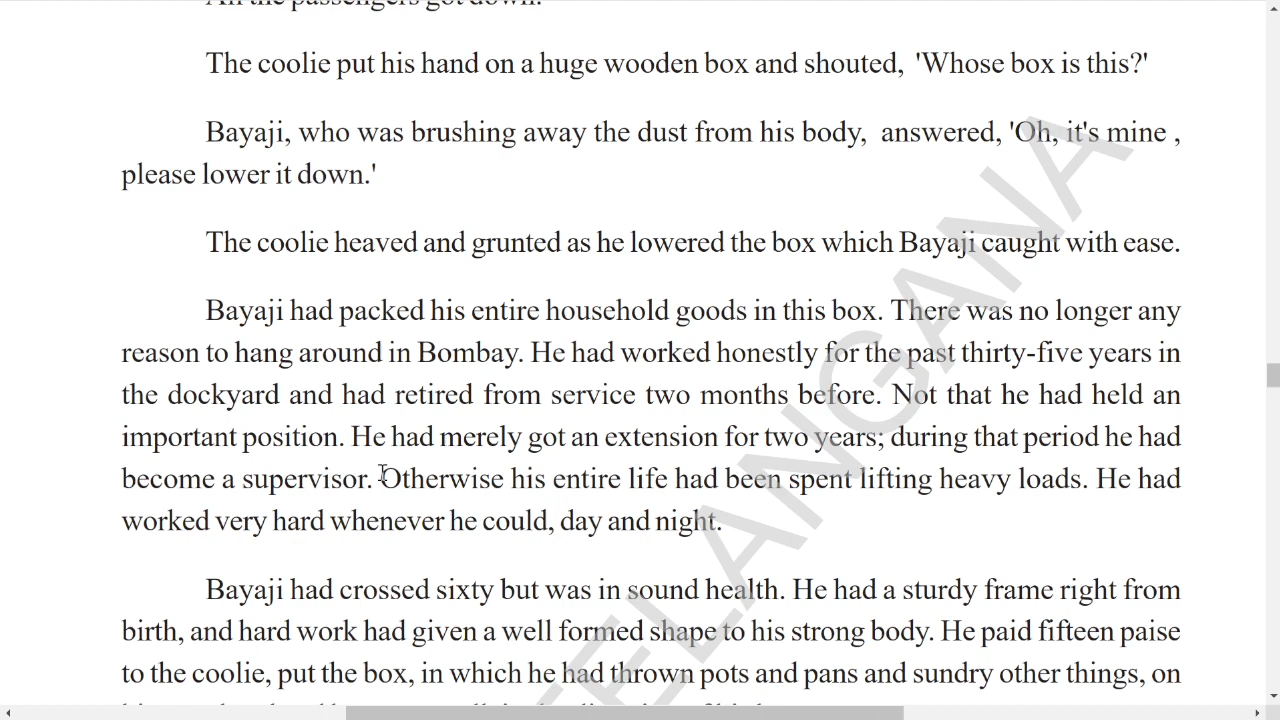 All the passengers got down.
The coolie put his hand on a huge wooden box and shouted, 'Whose box is this?'
Bayaji, who was brushing away the dust from his body, answered, 'Oh, it's mine ,
please lower it down.'
The coolie heaved and grunted as he lowered the box which Bayaji caught with ease.
Bayaji had packed his entire household goods in this box. There was no longer any
reason to hang around in Bombay. He had worked honestly for the past thirty-five years in
the dockyard and had retired from service two months before. Not that he had held an
important position. He had merely got an extension for two years; during that period he had
become a supervisor. Otherwise his entire life had been spent lifting heavy loads. He had
worked very hard whenever he could, day and night.
Bayaji had crossed sixty but was in sound health. He had a sturdy frame right from
birth, and hard work had given a well formed shape to his strong body. He paid fifteen paise
to the coolie, put the box, in which he had thrown pots and pans and sundry other things, on
TELANGANA